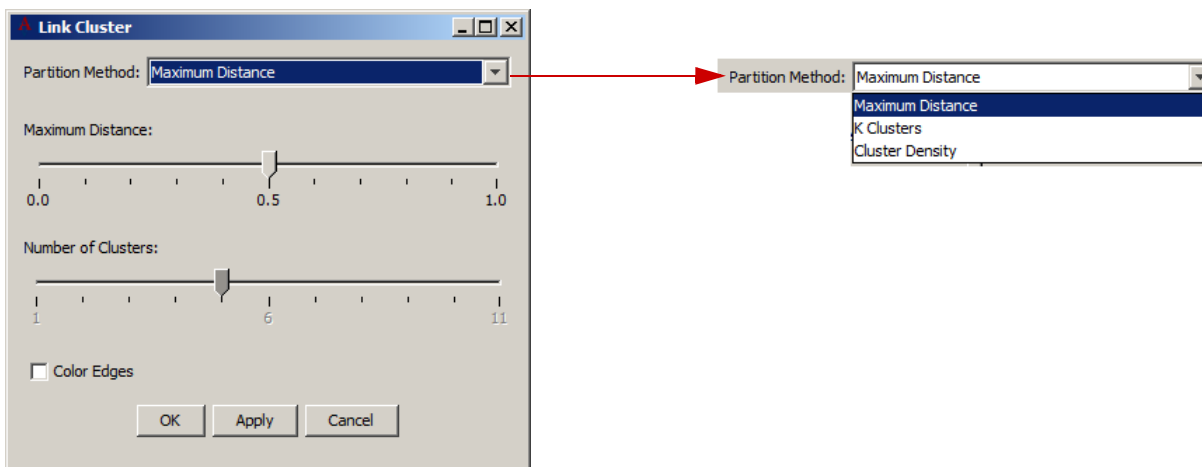 Link Cluster
Partition Method: Maximum Distance
Maximum Distance:
0.0 0.5 1.0
Number of Clusters:
1 6 11
Color Edges
OK Apply Cancel
Partition Method: Maximum Distance
Maximum Distance
K Clusters
Cluster Density